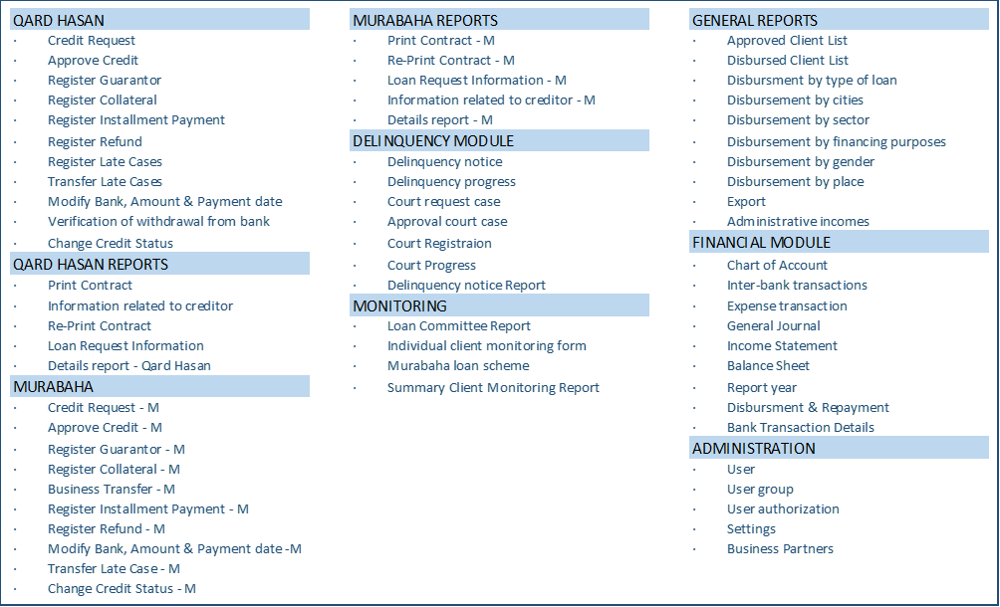 QARD HASAN
· Credit Request
· Approve Credit
· Register Guarantor
· Register Collateral
· Register Installment Payment
· Register Refund
· Register Late Cases
· Transfer Late Cases
· Modify Bank, Amount & Payment date
· Verification of withdrawal from bank
· Change Credit Status
QARD HASAN REPORTS
· Print Contract
· Information related to creditor
· Re-Print Contract
· Loan Request Information
· Details report - Qard Hasan
MURABAHA
· Credit Request - M
· Approve Credit - M
· Register Guarantor - M
· Register Collateral - M
· Business Transfer - M
· Register Installment Payment - M
· Register Refund - M
· Modify Bank, Amount & Payment date -M
· Transfer Late Case - M
· Change Credit Status - M
MURABAHA REPORTS
· Print Contract - M
· Re-Print Contract - M
· Loan Request Information - M
· Information related to creditor - M
· Details report - M
DELINQUENCY MODULE
· Delinquency notice
· Delinquency progress
· Court request case
· Approval court case
· Court Registraion
· Court Progress
· Delinquency notice Report
MONITORING
· Loan Committee Report
· Individual client monitoring form
· Murabaha loan scheme
· Summary Client Monitoring Report
GENERAL REPORTS
· Approved Client List
· Disbursed Client List
· Disbursment by type of loan
· Disbursement by cities
· Disbursement by sector
· Disbursement by financing purposes
· Disbursement by gender
· Disbursement by place
· Export
· Administrative incomes
FINANCIAL MODULE
· Chart of Account
· Inter-bank transactions
· Expense transaction
· General Journal
· Income Statement
· Balance Sheet
· Report year
· Disbursment & Repayment
· Bank Transaction Details
ADMINISTRATION
· User
· User group
· User authorization
· Settings
· Business Partners